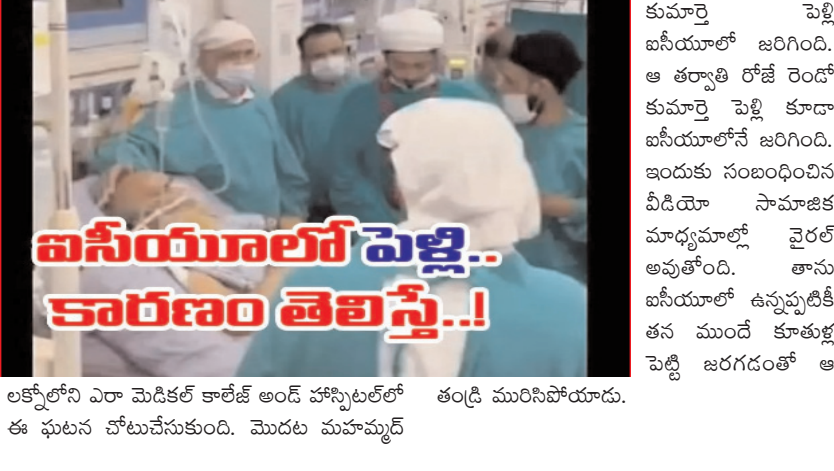 ఐసీయూలో పెళ్లి..
కారణం తెలిస్తే..!
లక్నోలోని ఎరా మెడికల్ కాలేజ్ అండ్ హాస్పిటల్‌లో
ఈ ఘటన చోటుచేసుకుంది. మొదట మహమ్మద్
కుమార్తె పెళ్లి
ఐసీయూలో జరిగింది.
ఆ తర్వాతి రోజే రెండో
కుమార్తె పెళ్లి కూడా
ఐసీయూలోనే జరిగింది.
ఇందుకు సంబంధించిన
వీడియో సామాజిక
మాధ్యమాల్లో వైరల్
అవుతోంది. తాను
ఐసీయూలో ఉన్నప్పటికీ
తన ముందే కూతుళ్ల
పెట్టి జరగడంతో ఆ
తండ్రి మురిసిపోయాడు.